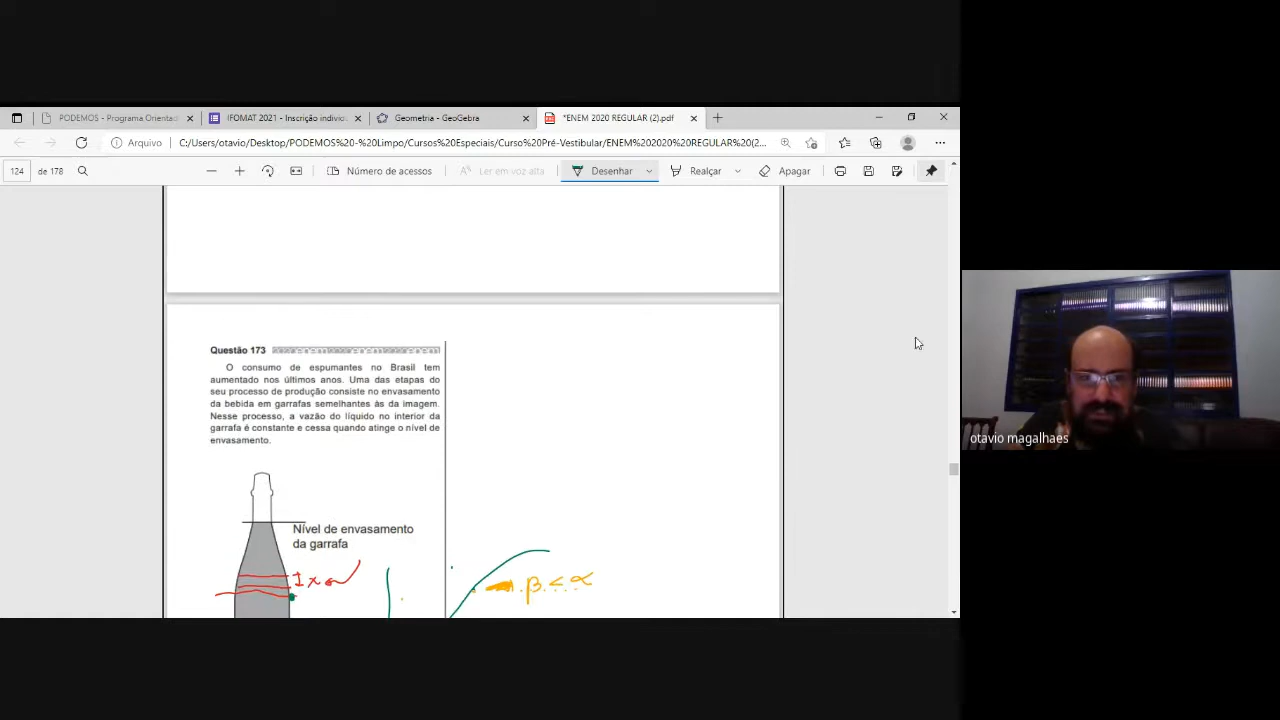 PODEMOS - Programa Orienta
IFOMAT 2021 - Inscrição individ
Geometria - GeoGebra
*ENEM 2020 REGULAR (2).pdf
Arquivo
C:/Users/otavio/Desktop/PODEMOS%20-%20Limpo/Cursos%20Especiais/Curso%20Pré-Vestibular/ENEM%202020%20REGULAR%20(2...
124 de 178
Número de acessos
Ler em voz alta
Desenhar
Realçar
Apagar
Questão 173
O consumo de espumantes no Brasil tem
aumentado nos últimos anos. Uma das etapas do
seu processo de produção consiste no envasamento
da bebida em garrafas semelhantes às da imagem.
Nesse processo, a vazão do líquido no interior da
garrafa é constante e cessa quando atinge o nível de
envasamento.
Nível de envasamento
da garrafa
β < α
otavio magalhaes